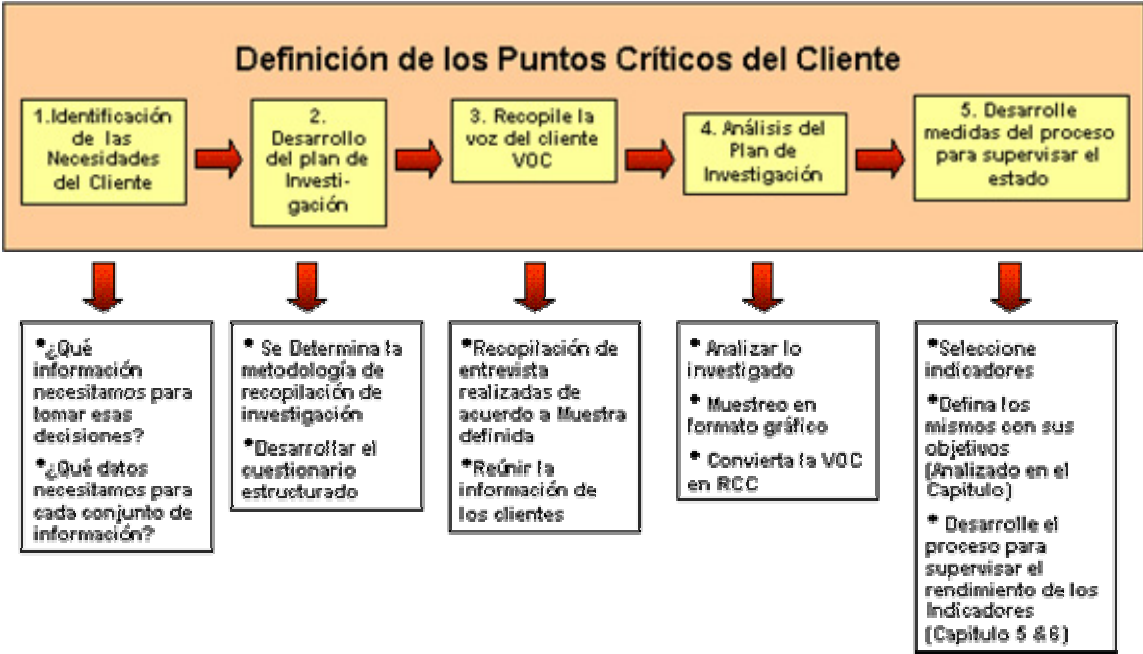 Definición de los Puntos Críticos del Cliente
1.Identificación
de las
Necesidades
del Cliente
2.
Desarrollo
del plan de
Investi-
gación
3. Recopile la
voz del cliente
VOC
4. Análisis del
Plan de
Investigación
5. Desarrolle
medidas del proceso
para supervisar el
estado
•¿Qué
información
necesitamos para
tomar esas
decisiones?
•¿Qué datos
necesitamos para
cada conjunto de
información?
• Se Determina la
metodología de
recopilación de
investigación
•Desarrollar el
cuestionario
estructurado
•Recopilación de
entrevista
realizadas de
acuerdo a Muestra
definida
•Reúnir la
información de
los clientes
• Analizar lo
investigado
• Muestreo en
formato gráfico
• Convierta la VOC
en RCC
•Seleccione
indicadores
•Defina los
mismos con sus
objetivos
(Analizado en el
Capítulo)
• Desarrolle el
proceso para
supervisar el
rendimiento de los
Indicadores
(Capitulo 5 &6)